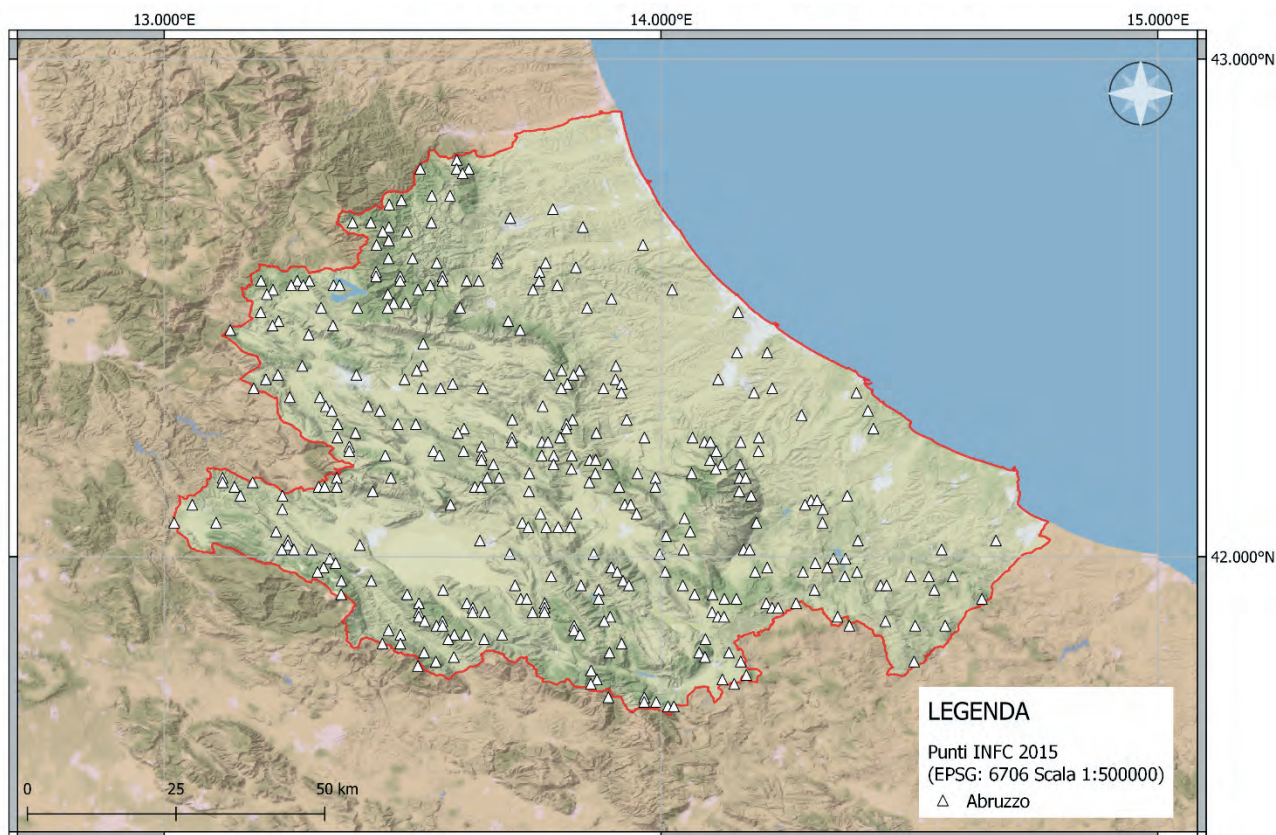 13.000°E 14.000°E 15.000°E
43.000°N
42.000°N
LEGENDA
Punti INFC 2015
(EPSG: 6706 Scala 1:500000)
Abruzzo
0 25 50 km